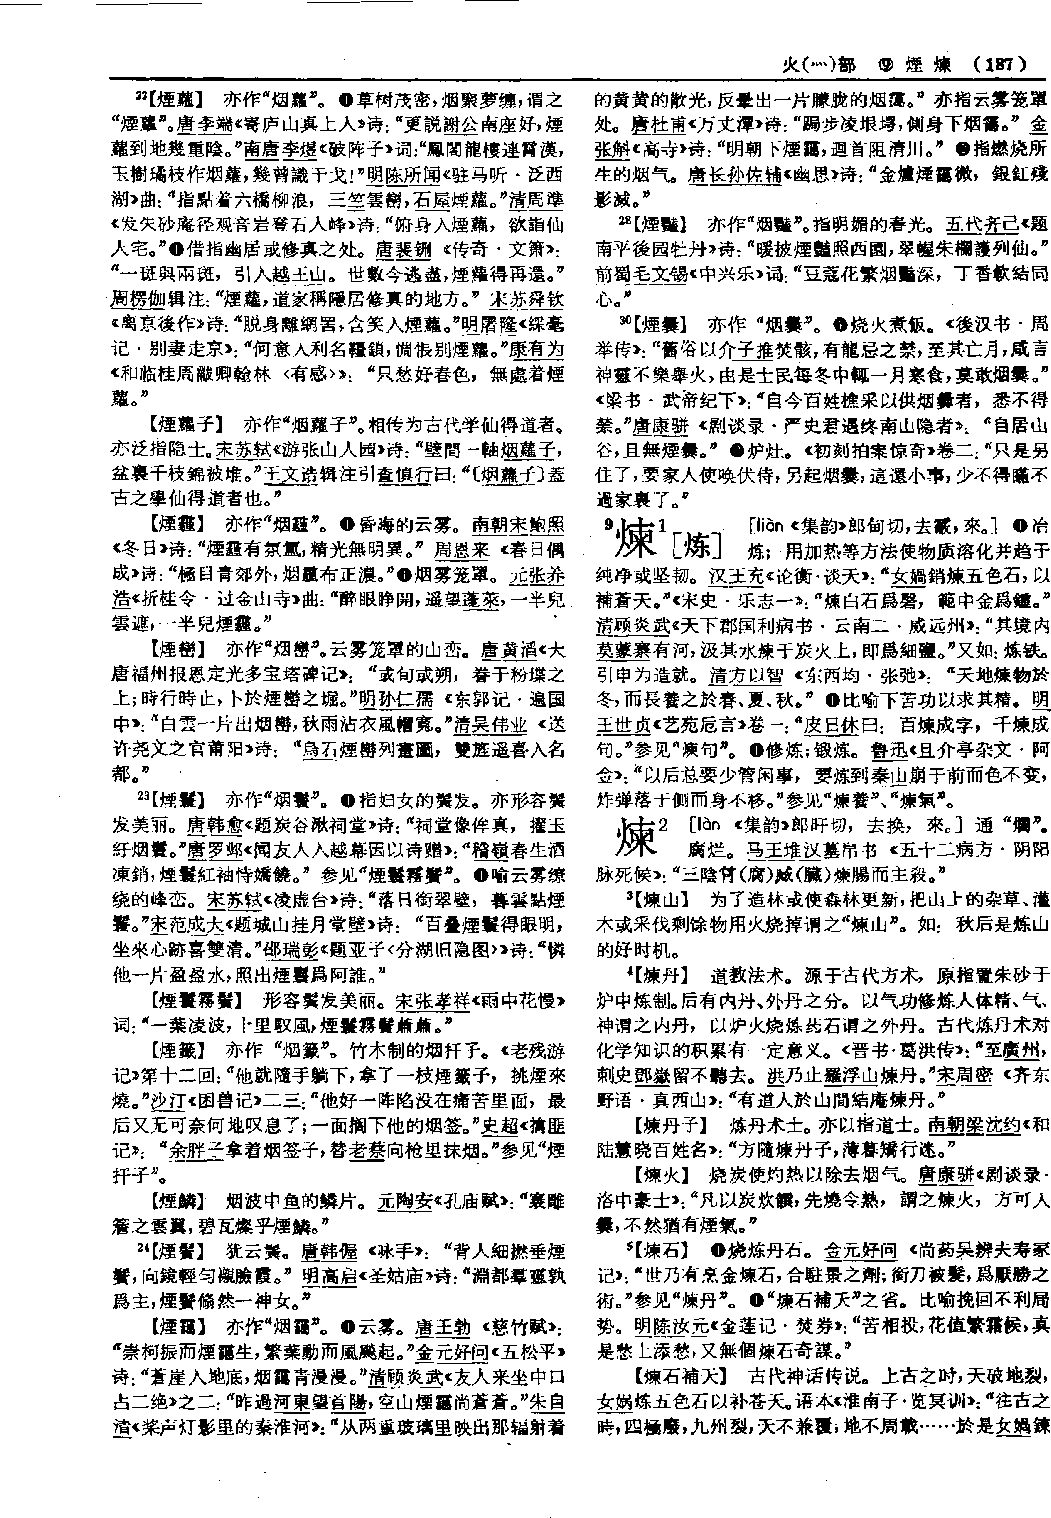 火(灬)部 ⑨ 煙 煉 (187)
²²【煙蘿】 亦作“烟蘿”。❶草树茂密,烟聚萝缠,谓之
“煙蘿”。唐李端《寄庐山真上人》诗:“更説謝公南座好,煙
蘿到地幾重陰。”南唐李煜《破阵子》词:“鳳閣龍樓連霄漢,
玉樹瓊枝作烟蘿,幾曾識干戈!”明陈所闻《驻马听·泛西
湖》曲:“指點着六橋柳浪, 三竺雲嵐,石屋煙蘿。”清周準
《发矢砂庵径观音岩登石人峰》诗:“俯身入煙蘿, 欲詣仙
人宅。”❷借指幽居或修真之处。唐裴铏《传奇·文箫》:
“一斑與兩斑, 引入越王山。世數今逃盡,煙蘿得再還。”
周楞伽辑注:“煙蘿,道家稱隱居修真的地方。”宋苏舜钦
《离京後作》诗:“脱身離網罟,含笑入煙蘿。”明屠隆《綵毫
记·别妻走京》:“何意人利名韁鎖,惆悵别煙蘿。”康有为
《和临桂周黻卿翰林〈有感〉》:“只愁好春色, 無處着煙
蘿。”
【煙蘿子】 亦作“烟蘿子”。相传为古代学仙得道者。
亦泛指隐士。宋苏轼《游张山人园》诗:“壁間一軸烟蘿子,
盆裏千枝錦被堆。”王文诰辑注引查慎行曰:“〔烟蘿子〕蓋
古之學仙得道者也。”
【煙霾】 亦作“烟霾”。❶昏晦的云雾。南朝宋鲍照
《冬日》诗:“煙霾有氛氲,精光無明異。”周恩来《春日偶
成》诗:“極目青郊外,烟霾布正濃。”❷烟雾笼罩。元张养
浩《折桂令·过金山寺》曲:“醉眼睁開,遥望蓬萊,一半兒
雲遮,一半兒煙霾。”
【煙巒】 亦作“烟巒”。云雾笼罩的山峦。唐黄滔《大
唐福州报恩定光多宝塔碑记》:“或旬或朔, 眷于粉堞之
上;時行時止,卜於煙巒之堀。”明孙仁孺《东郭记·遍国
中》:“白雲一片出烟巒,秋雨沾衣風帽寬。”清吴伟业《送
许尧文之官莆阳》诗:“烏石煙巒列畫圖, 雙旌遥喜入名
都。”
²³【煙鬟】 亦作“烟鬟”。❶指妇女的鬓发。亦形容鬓
发美丽。唐韩愈《题炭谷湫祠堂》诗:“祠堂像侔真, 擢玉
紆烟鬟。”唐罗邺《闻友人入越幕因以诗赠》:“稽嶺春生酒
凍銷,煙鬟紅袖恃嬌饒。”参见“煙鬟霧鬢”。❷喻云雾缭
绕的峰峦。宋苏轼《凌虚台》诗:“落日銜翠壁, 暮雲點煙
鬟。”宋范成大《题城山挂月堂壁》诗:“百疊煙鬟得眼明,
坐來心跡喜雙清。”邵瑞彭《题亚子〈分湖旧隐图〉》诗:“憐
他一片盈盈水,照出煙鬟爲阿誰。”
【煙鬟霧鬢】 形容鬓发美丽。宋张孝祥《雨中花慢》
词:“一葉凌波,十里馭風,煙鬟霧鬢蕭蕭。”
【煙籤】 亦作“烟籤”。竹木制的烟扦子。《老残游
记》第十二回:“他就隨手躺下,拿了一枝煙籤子, 挑煙來
燒。”沙汀《困兽记》二三:“他好一阵陷没在痛苦里面, 最
后又无可奈何地叹息了;一面搁下他的烟签。”史超《擒匪
记》:“余胖子拿着烟签子,替老蔡向枪里抹烟。”参见“煙
扦子”。
【煙鱗】 烟波中鱼的鳞片。元陶安《孔庙赋》:“褰雕
簷之雲翼,碧瓦燦乎煙鱗。”
²⁴【煙鬢】 犹云鬓。唐韩偓《咏手》:“背人细撚垂煙
鬢,向鏡輕匀襯臉霞。”明高启《圣姑庙》诗:“淵都羣靈孰
爲主,煙鬢翛然一神女。”
【煙靄】 亦作“烟靄”。❶云雾。唐王勃《慈竹赋》:
“崇柯振而煙靄生,繁葉動而風飈起。”金元好问《五松平》
诗:“蒼崖入地底,烟靄青漫漫。”清顾炎武《友人来坐中口
占二绝》之二:“昨過河東望首陽,空山煙靄尚蒼蒼。”朱自
清《桨声灯影里的秦淮河》:“从两重玻璃里映出那辐射着
的黄黄的散光,反晕出一片朦胧的烟霭。”亦指云雾笼罩
处。唐杜甫《万丈潭》诗:“跼步凌垠堮,側身下烟靄。”金
张斛《高寺》诗:“明朝下煙靄,迴首阻清川。”❷指燃烧所
生的烟气。唐长孙佐辅《幽思》诗:“金爐煙靄微, 銀釭殘
影滅。”
²⁸【煙豔】 亦作“烟豔”。指明媚的春光。五代齐己《题
南平後园牡丹》诗:“暖披煙豔照西園,翠幄朱欄護列仙。”
前蜀毛文锡《中兴乐》词:“豆蔻花繁烟豔深, 丁香軟結同
心。”
³⁰【煙爨】 亦作“烟爨”。❶烧火煮饭。《後汉书·周
举传》:“舊俗以介子推焚骸,有龍忌之禁,至其亡月,咸言
神靈不樂舉火,由是士民每冬中輒一月寒食,莫敢烟爨。”
《梁书·武帝纪下》:“自今百姓樵采以供烟爨者, 悉不得
禁。”唐康骈《剧谈录·严史君遇终南山隐者》:“自居山
谷,且無煙爨。”❷炉灶。《初刻拍案惊奇》卷二:“只是另
住了,要家人使唤伏侍,另起烟爨,這還小事,少不得瞞不
過家裏了。”
⁹煉¹[炼] [liàn《集韵》郎甸切,去霰,來。] ❶冶
炼; 用加热等方法使物质溶化并趋于
纯净或坚韧。汉王充《论衡·谈天》:“女媧銷煉五色石,以
補蒼天。”《宋史·乐志一》:“煉白石爲磬, 範中金爲鐘。”
清顾炎武《天下郡国利病书·云南二·威远州》:“其境内
莫蒙寨有河,汲其水煉于炭火上,即爲細鹽。”又如:炼铁。
引申为造就。清方以智《东西均·张弛》:“天地煉物於
冬,而長養之於春、夏、秋。”❷比喻下苦功以求其精。明
王世贞《艺苑卮言》卷一:“皮日休曰: 百煉成字, 千煉成
句。”参见“煉句”。❸修炼;锻炼。鲁迅《且介亭杂文·阿
金》:“以后总要少管闲事, 要炼到泰山崩于前而色不变,
炸弹落于侧而身不移。”参见“煉養”、“煉氣”。
煉² [làn《集韵》郎旰切, 去换, 來。] 通“爛”。
腐烂。马王堆汉墓帛书《五十二病方·阴阳
脉死候》:“三陰胕(腐)臧(臟)煉腸而主殺。”
³【煉山】 为了造林或使森林更新,把山上的杂草、灌
木或采伐剩馀物用火烧掉谓之“煉山”。如: 秋后是炼山
的好时机。
⁴【煉丹】 道教法术。源于古代方术, 原指置朱砂于
炉中炼制。后有内丹、外丹之分。以气功修炼人体精、气、
神谓之内丹, 以炉火烧炼药石谓之外丹。古代炼丹术对
化学知识的积累有一定意义。《晋书·葛洪传》:“至廣州,
刺史鄧嶽留不聽去。洪乃止羅浮山煉丹。”宋周密《齐东
野语·真西山》:“有道人於山間結庵煉丹。”
【煉丹子】 炼丹术士。亦以指道士。南朝梁沈约《和
陆慧晓百姓名》:“方隨煉丹子,薄暮矯行迷。”
【煉火】 烧炭使灼热以除去烟气。唐康骈《剧谈录·
洛中豪士》:“凡以炭炊饌,先燒令熟, 謂之煉火, 方可入
爨,不然猶有煙氣。”
⁵【煉石】 ❶烧炼丹石。金元好问《尚药吴辨夫寿冢
记》:“世乃有烹金煉石,合駐景之劑;銜刀被髮,爲厭勝之
術。”参见“煉丹”。❷“煉石補天”之省。比喻挽回不利局
势。明陈汝元《金莲记·焚券》:“苦相投,花值繁霜候,真
是愁上添愁,又無個煉石奇謀。”
【煉石補天】 古代神话传说。上古之时,天破地裂,
女娲炼五色石以补苍天。语本《淮南子·览冥训》:“往古之
時,四極廢,九州裂,天不兼覆,地不周載……於是女媧鍊